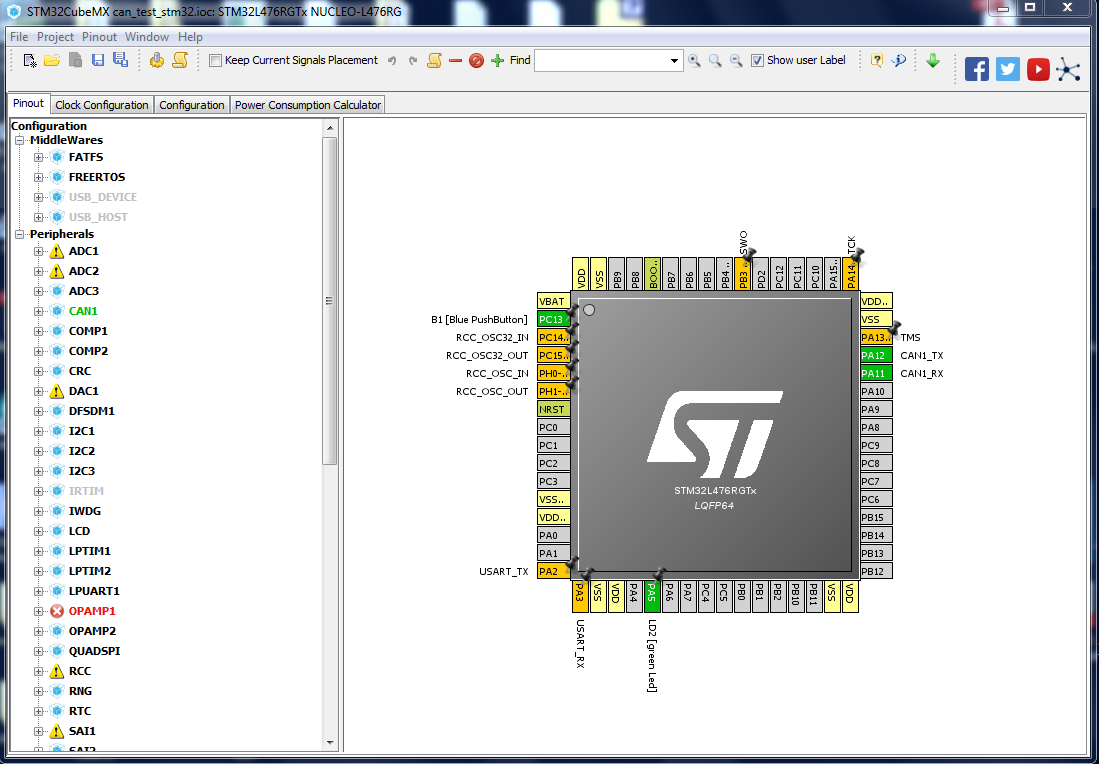 STM32CubeMX can_test_stm32.ioc: STM32L476RGTx NUCLEO-L476RG
File Project Pinout Window Help
Keep Current Signals Placement
Find
Show user Label
Pinout Clock Configuration Configuration Power Consumption Calculator
Configuration
MiddleWares
FATFS
FREERTOS
USB_DEVICE
USB_HOST
Peripherals
ADC1
ADC2
ADC3
CAN1
COMP1
COMP2
CRC
DAC1
DFSDM1
I2C1
I2C2
I2C3
IRTIM
IWDG
LCD
LPTIM1
LPTIM2
LPUART1
OPAMP1
OPAMP2
QUADSPI
RCC
RNG
RTC
SAI1
SAI2
SWO
TCK
VDD
VSS
PB9
PB8
BOO..
PB7
PB6
PB5
PB4..
PB3..
PD2
PC12
PC11
PC10
PA15..
PA14..
VBAT
B1 [Blue PushButton] PC13
RCC_OSC32_IN PC14..
RCC_OSC32_OUT PC15..
RCC_OSC_IN PH0-..
RCC_OSC_OUT PH1-..
NRST
PC0
PC1
PC2
PC3
VSS..
VDD..
PA0
PA1
USART_TX PA2
ST
STM32L476RGTx
LQFP64
VDD..
VSS
PA13.. TMS
PA12 CAN1_TX
PA11 CAN1_RX
PA10
PA9
PA8
PC9
PC8
PC7
PC6
PB15
PB14
PB13
PB12
PA3
VSS
VDD
PA4
PA5
PA6
PA7
PC4
PC5
PB0
PB1
PB2
PB10
PB11
VSS
VDD
USART_RX
LD2 [green Led]